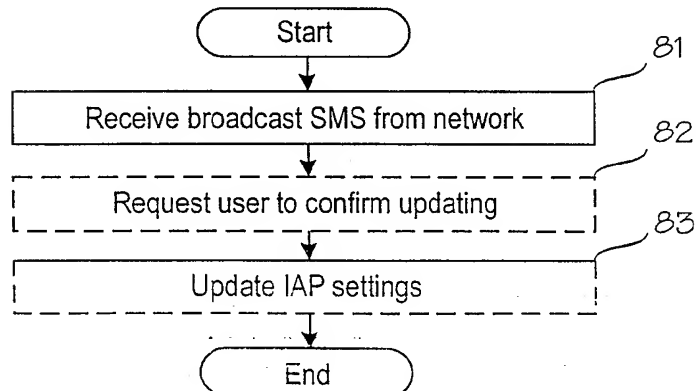 Start
81
Receive broadcast SMS from network
82
Request user to confirm updating
83
Update IAP settings
End